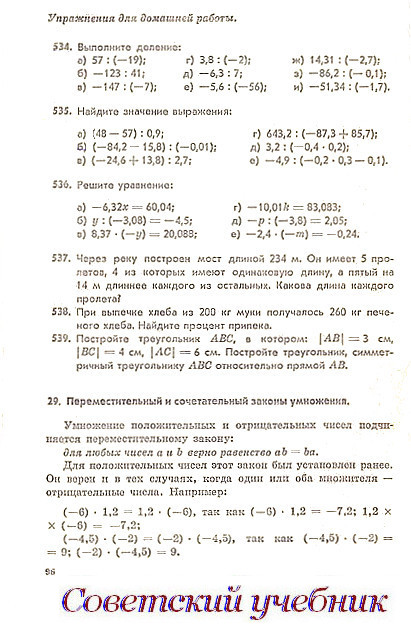 Упражнения для домашней работы.
534. Выполните деление:
а) 57 : (−19); г) 3,8 : (−2); ж) 14,31 : (−2,7);
б) −123 : 41; д) −6,3 : 7; з) −86,2 : (−0,1);
в) −147 : (−7); е) −5,6 : (−56); и) −51,34 : (−1,7).
535. Найдите значение выражения:
а) (48 − 57) : 0,9; г) 643,2 : (−87,3 + 85,7);
б) (−84,2 − 15,8) : (−0,01); д) 3,2 : (−0,4 · 0,2);
в) (−24,6 + 13,8) : 2,7; е) −4,9 : (−0,2 · 0,3 − 0,1).
536. Решите уравнение:
а) −6,32x = 60,04; г) −10,01k = 83,083;
б) y : (−3,08) = −4,5; д) −p : (−3,8) = 2,05;
в) 8,37 · (−y) = 20,088; е) −2,4 · (−m) = −0,24.
537. Через реку построен мост длиной 234 м. Он имеет 5 про-
летов, 4 из которых имеют одинаковую длину, а пятый на
14 м длиннее каждого из остальных. Какова длина каждого
пролета?
538. При выпечке хлеба из 200 кг муки получалось 260 кг пече-
ного хлеба. Найдите процент припека.
539. Постройте треугольник ABC, в котором: |AB| = 3 см,
|BC| = 4 см, |AC| = 6 см. Постройте треугольник, симмет-
ричный треугольнику ABC относительно прямой AB.
29. Переместительный и сочетательный законы умножения.
Умножение положительных и отрицательных чисел подчи-
няется переместительному закону:
для любых чисел a и b верно равенство ab = ba.
Для положительных чисел этот закон был установлен ранее.
Он верен и в тех случаях, когда один или оба множителя —
отрицательные числа. Например:
(−6) · 1,2 = 1,2 · (−6), так как (−6) · 1,2 = −7,2; 1,2 ×
× (−6) = −7,2;
(−4,5) · (−2) = (−2) · (−4,5), так как (−4,5) · (−2) =
= 9; (−2) · (−4,5) = 9.
96
Советский учебник